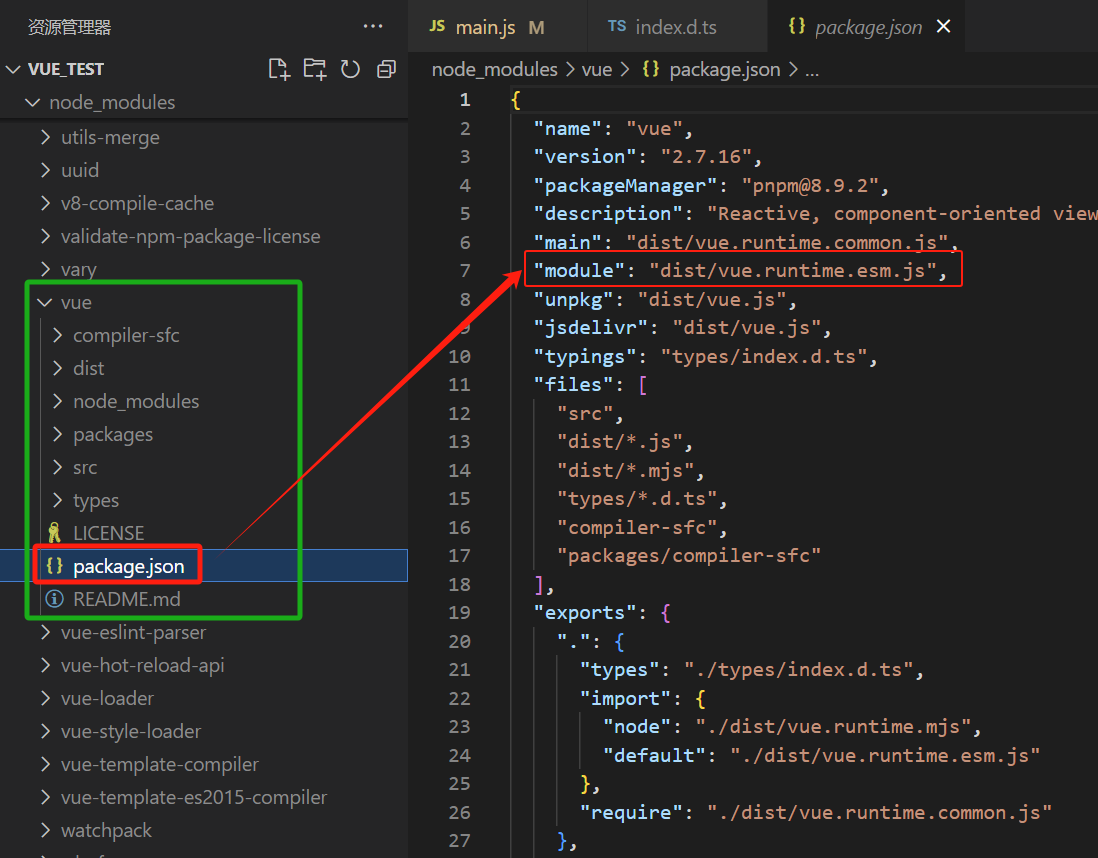 资源管理器
VUE_TEST
node_modules
utils-merge
uuid
v8-compile-cache
validate-npm-package-license
vary
vue
compiler-sfc
dist
node_modules
packages
src
types
LICENSE
package.json
README.md
vue-eslint-parser
vue-hot-reload-api
vue-loader
vue-style-loader
vue-template-compiler
vue-template-es2015-compiler
watchpack
JS main.js M
TS index.d.ts
{} package.json
node_modules > vue > {} package.json > ...
1 {
2 "name": "vue",
3 "version": "2.7.16",
4 "packageManager": "pnpm@8.9.2",
5 "description": "Reactive, component-oriented view
6 "main": "dist/vue.runtime.common.js",
7 "module": "dist/vue.runtime.esm.js",
8 "unpkg": "dist/vue.js",
9 "jsdelivr": "dist/vue.js",
10 "typings": "types/index.d.ts",
11 "files": [
12 "src",
13 "dist/*.js",
14 "dist/*.mjs",
15 "types/*.d.ts",
16 "compiler-sfc",
17 "packages/compiler-sfc"
18 ],
19 "exports": {
20 ".": {
21 "types": "./types/index.d.ts",
22 "import": {
23 "node": "./dist/vue.runtime.mjs",
24 "default": "./dist/vue.runtime.esm.js"
25 },
26 "require": "./dist/vue.runtime.common.js"
27 },